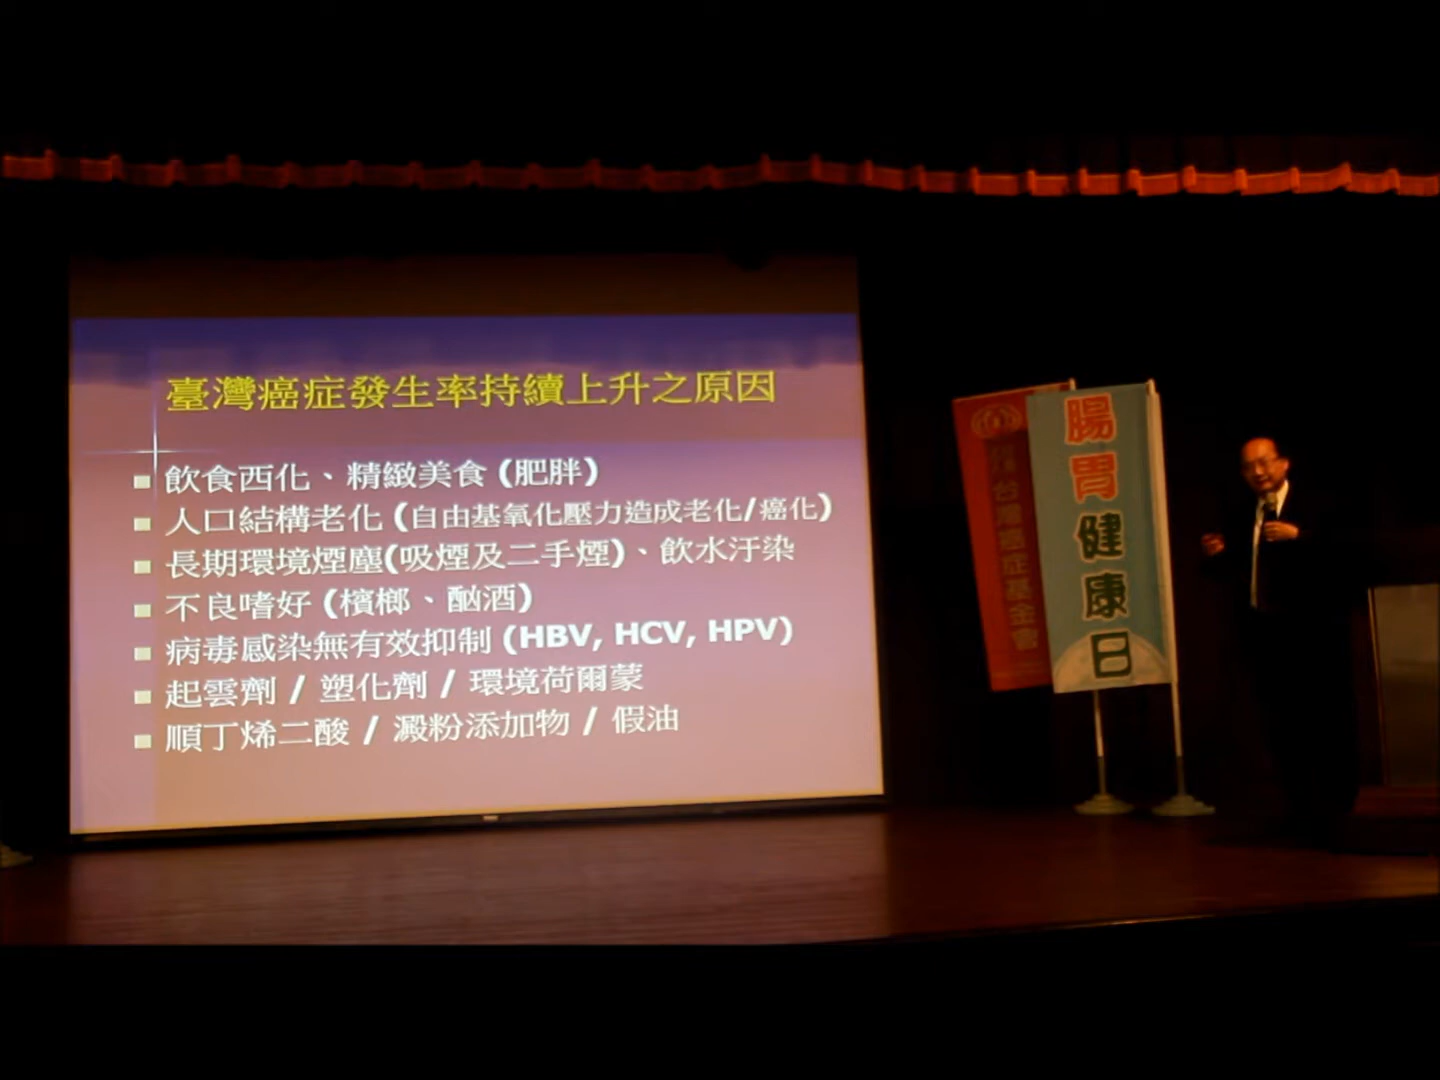 臺灣癌症發生率持續上升之原因
飲食西化、精緻美食 (肥胖)
人口結構老化 (自由基氧化壓力造成老化/癌化)
長期環境煙塵(吸煙及二手煙)、飲水汙染
不良嗜好 (檳榔、酗酒)
病毒感染無有效抑制 (HBV, HCV, HPV)
起雲劑 / 塑化劑 / 環境荷爾蒙
順丁烯二酸 / 澱粉添加物 / 假油
台灣癌症基金會
腸胃健康日